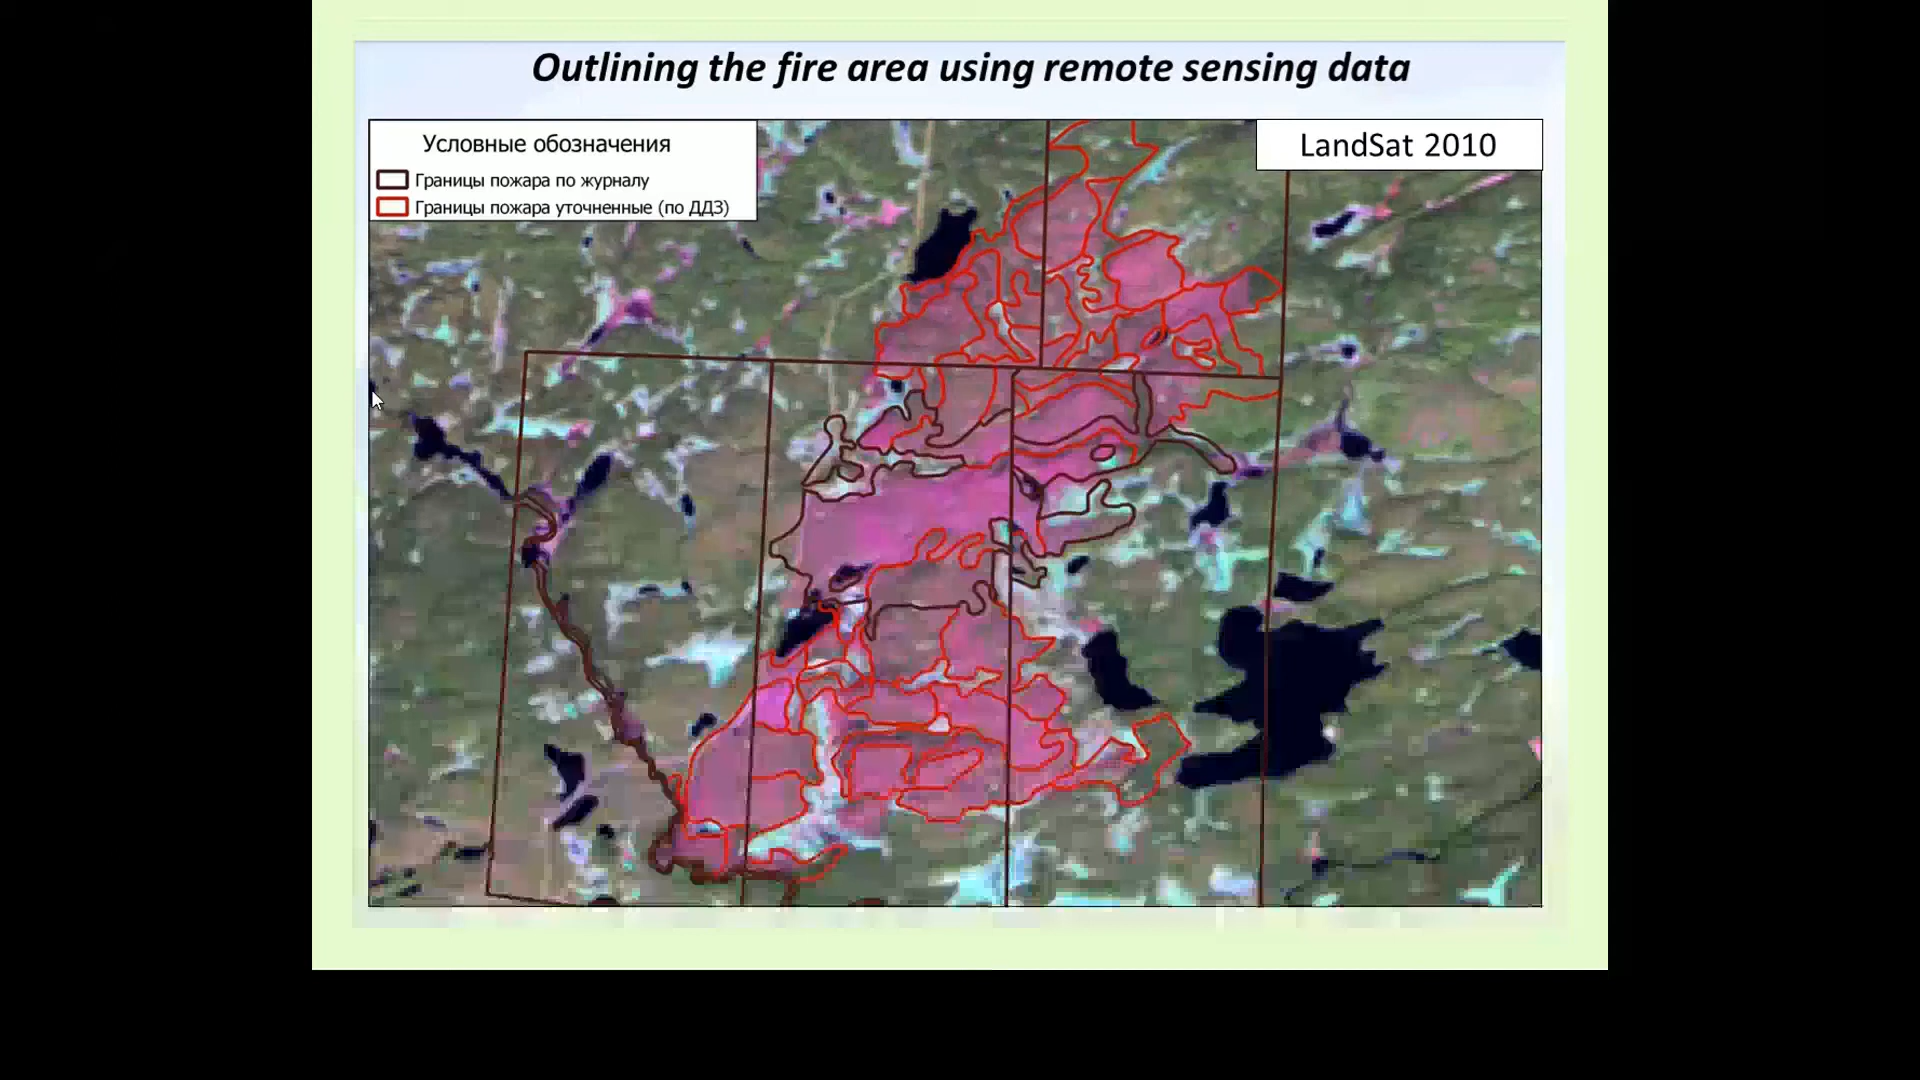 Outlining the fire area using remote sensing data
Условные обозначения
Границы пожара по журналу
Границы пожара уточненные (по ДДЗ)
LandSat 2010